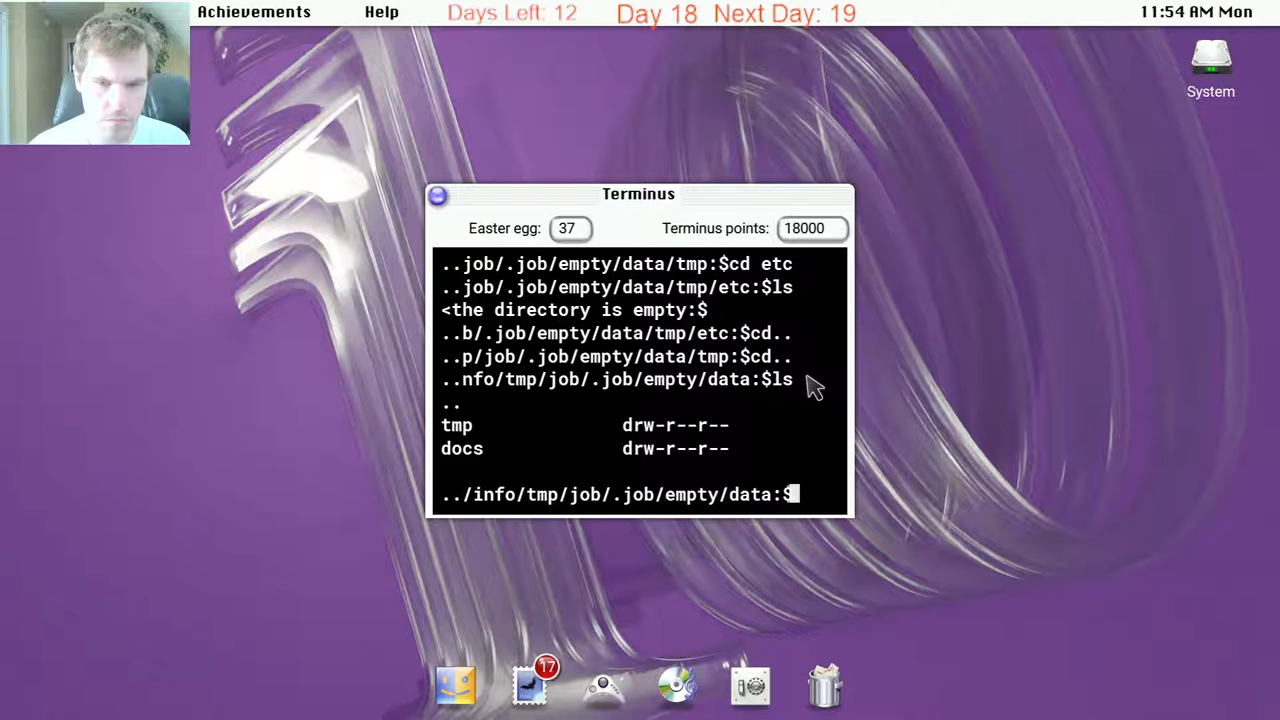 Achievements Help Days Left: 12 Day 18 Next Day: 19 11:54 AM Mon
System
Terminus
Easter egg: 37 Terminus points: 18000
..job/.job/empty/data/tmp:$cd etc
..job/.job/empty/data/tmp/etc:$ls
<the directory is empty:$
..b/.job/empty/data/tmp/etc:$cd..
..p/job/.job/empty/data/tmp:$cd..
..nfo/tmp/job/.job/empty/data:$ls
..
tmp drw-r--r--
docs drw-r--r--
../info/tmp/job/.job/empty/data:$
17